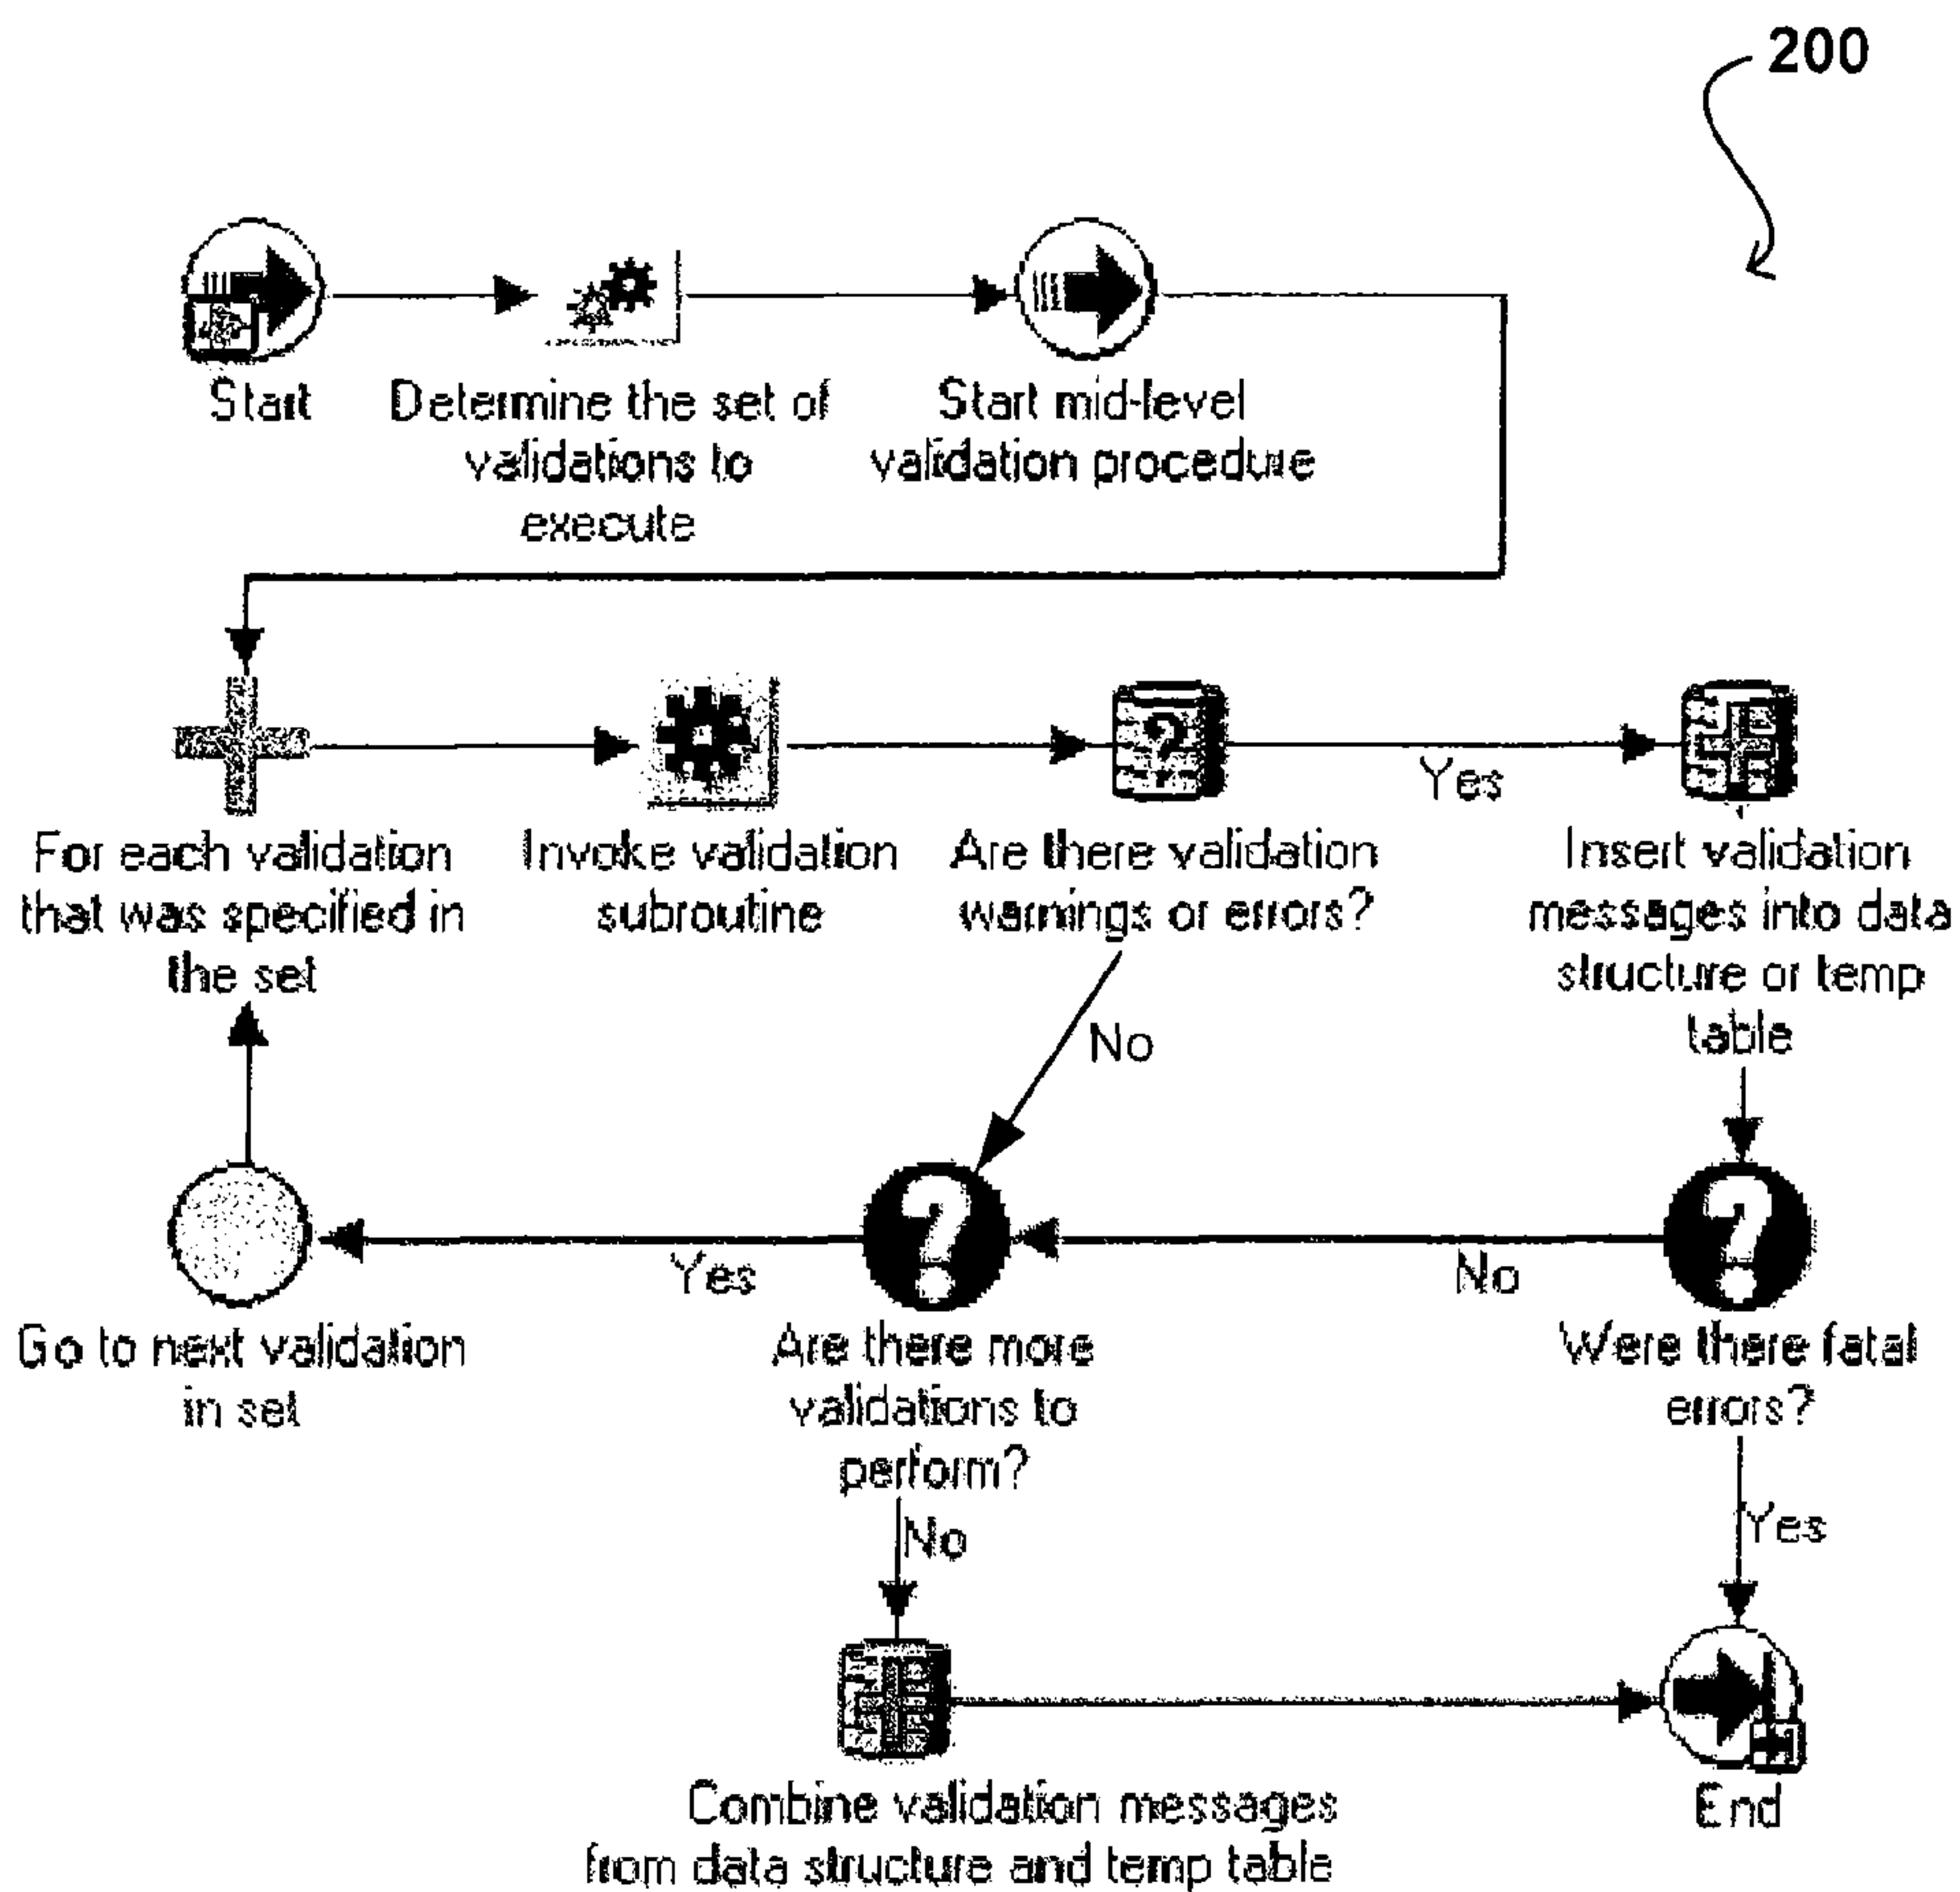 200
Start
Determine the set of
validations to
execute
Start mid-level
validation procedure
For each validation
that was specified in
the set
Invoke validation
subroutine
Are there validation
warnings or errors?
Yes
Insert validation
messages into data
structure or temp
table
No
Go to next validation
in set
Yes
Are there more
validations to
perform?
No
Were there fatal
errors?
No
Yes
Combine validation messages
from data structure and temp table
End